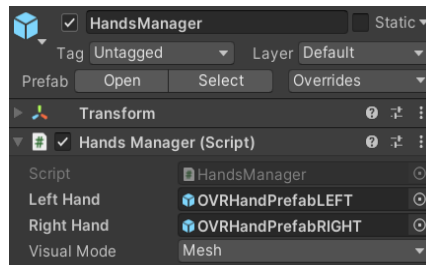 HandsManager Static
Tag Untagged Layer Default
Prefab Open Select Overrides
Transform
# Hands Manager (Script)
Script # HandsManager
Left Hand OVRHandPrefabLEFT
Right Hand OVRHandPrefabRIGHT
Visual Mode Mesh